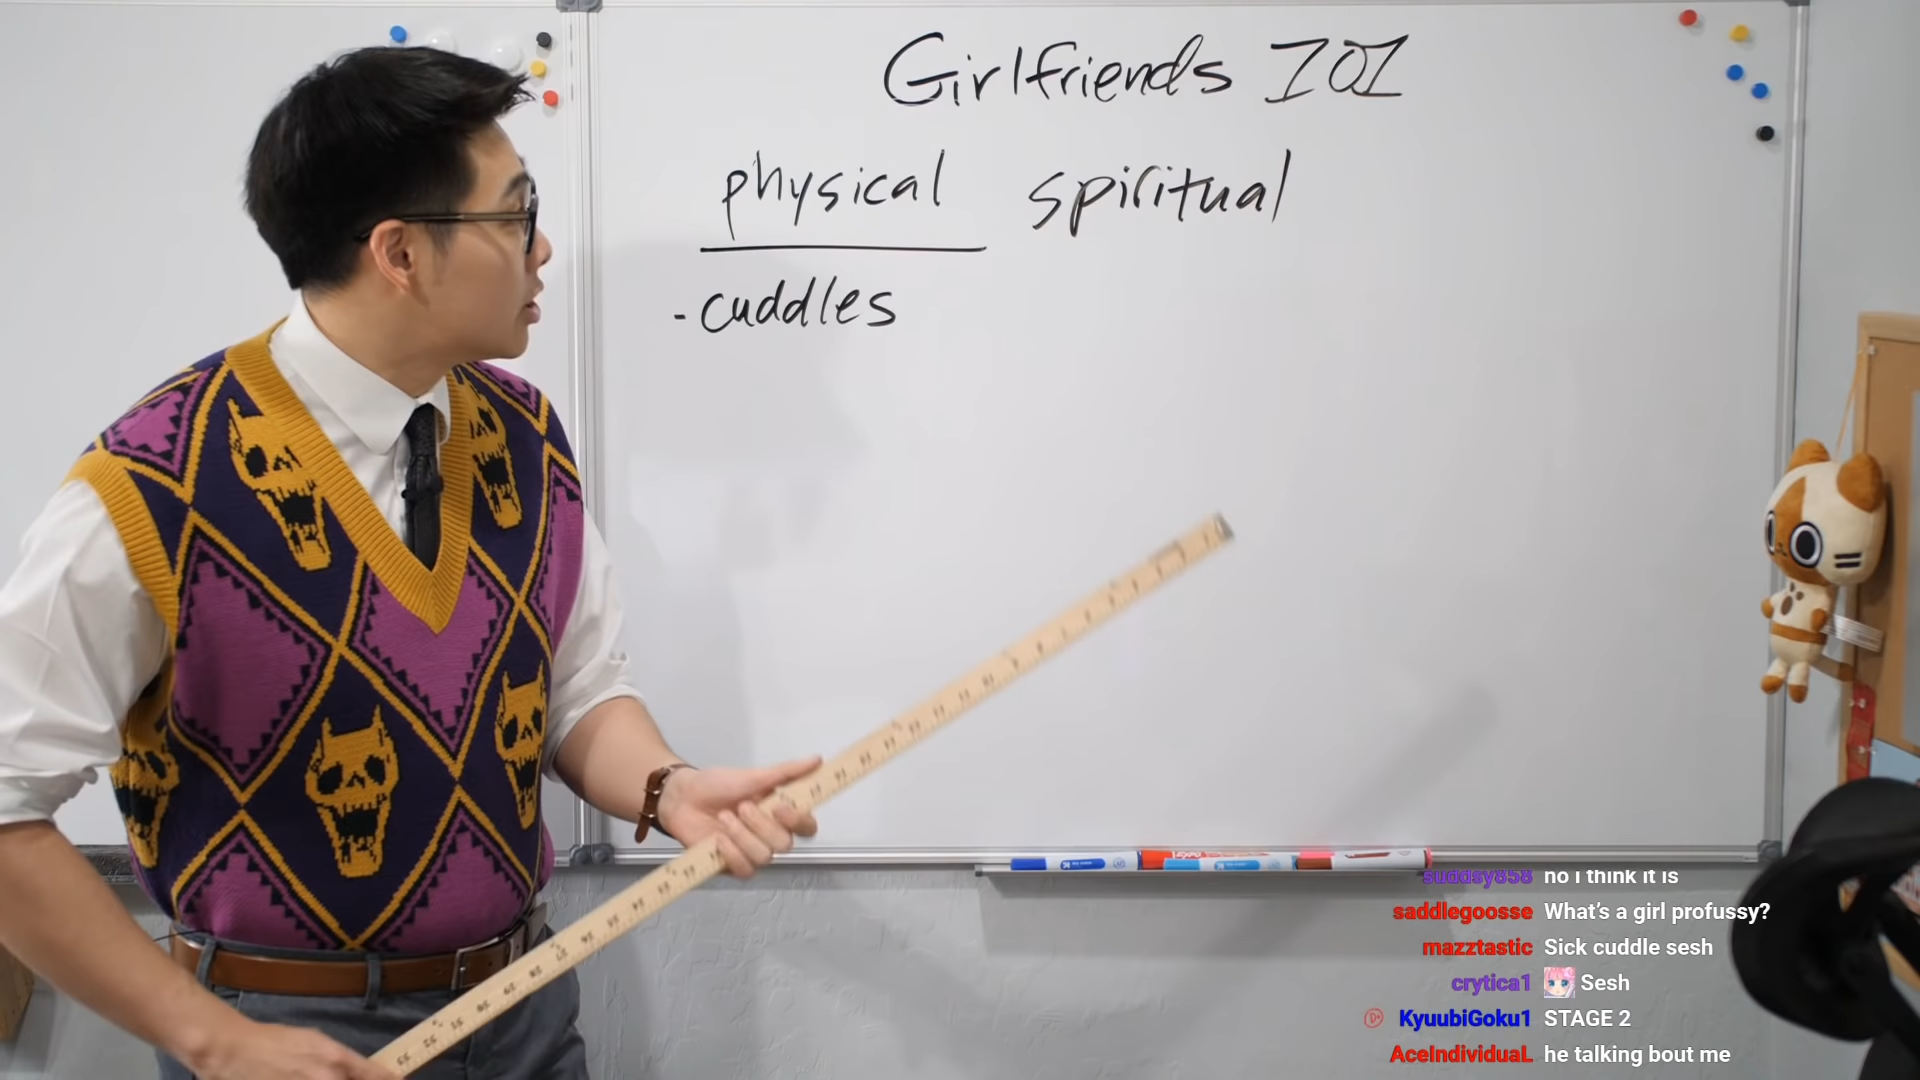 Girlfriends 101
physical spiritual
- cuddles
suddsy858 no i think it is
saddlegoosse What's a girl profussy?
mazztastic Sick cuddle sesh
crytica1 Sesh
KyuubiGoku1 STAGE 2
AceIndividuaL he talking bout me